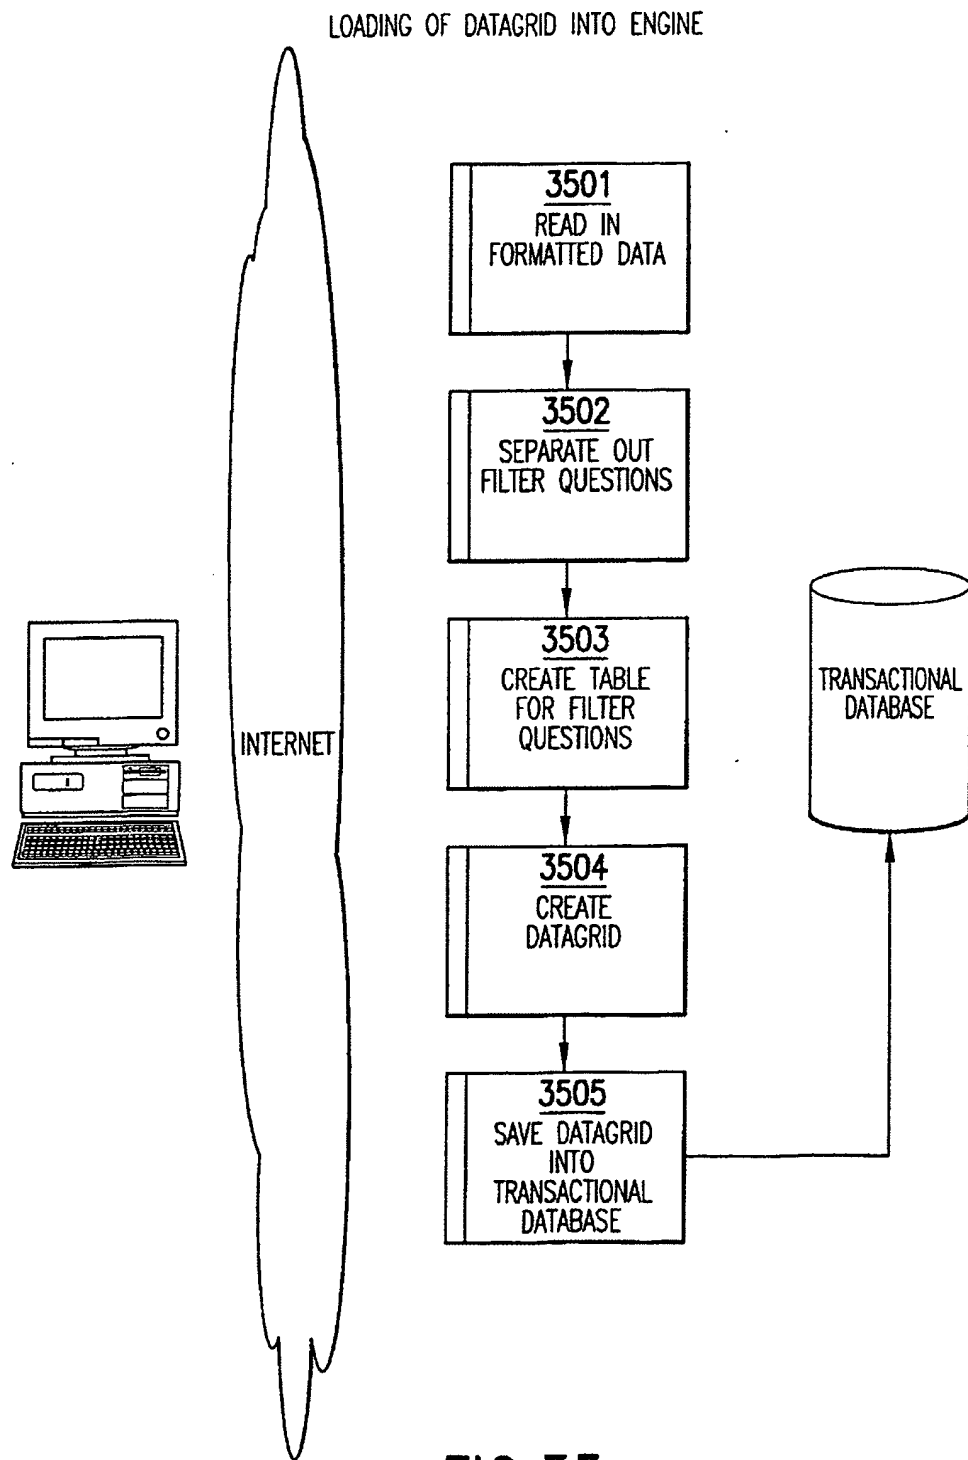 LOADING OF DATAGRID INTO ENGINE
3501
READ IN
FORMATTED DATA
3502
SEPARATE OUT
FILTER QUESTIONS
3503
CREATE TABLE
FOR FILTER
QUESTIONS
TRANSACTIONAL
DATABASE
INTERNET
3504
CREATE
DATAGRID
3505
SAVE DATAGRID
INTO
TRANSACTIONAL
DATABASE